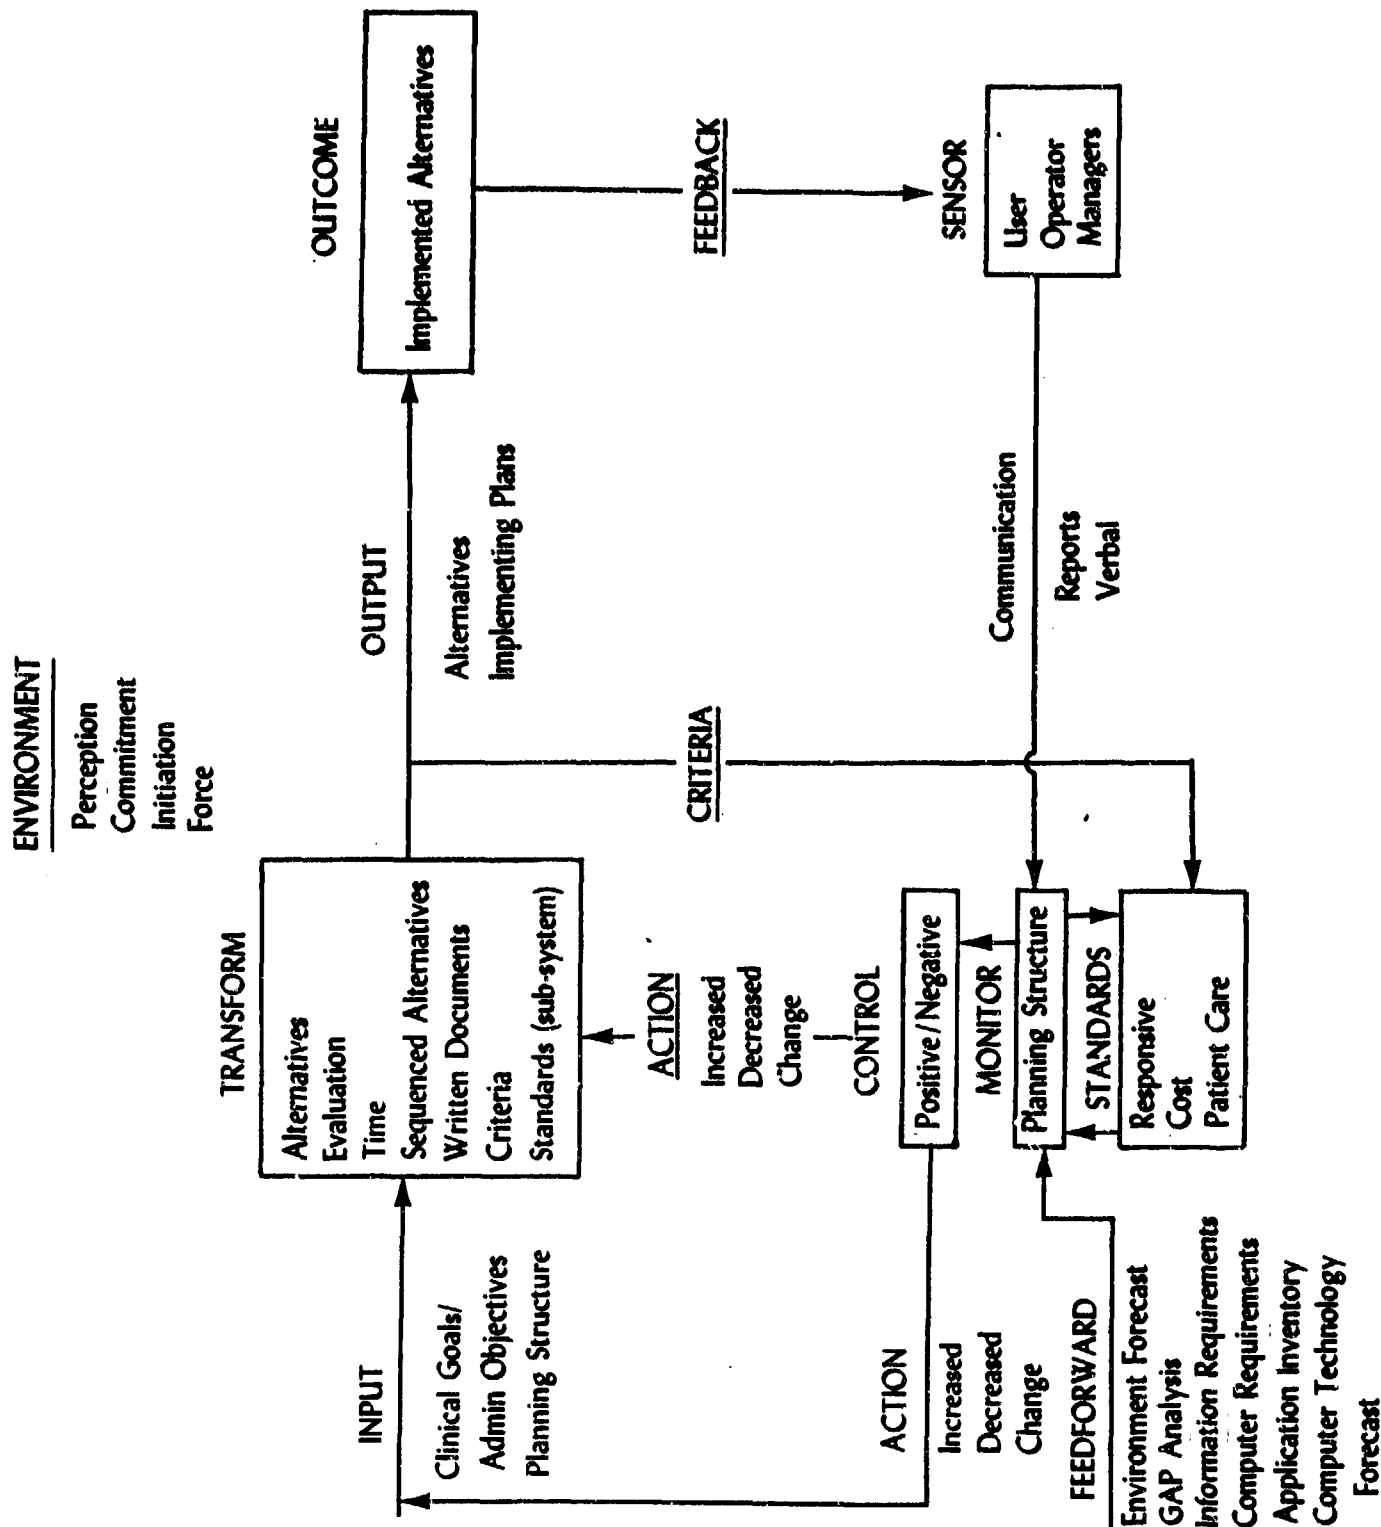 ENVIRONMENT
Perception
Commitment
Initiation
Force
INPUT
Clinical Goals/
Admin Objectives
Planning Structure
TRANSFORM
Alternatives
Evaluation
Time
Sequenced Alternatives
Written Documents
Criteria
Standards (sub-system)
OUTPUT
Alternatives
Implementing Plans
OUTCOME
Implemented Alternatives
ACTION
Increased
Decreased
Change
CRITERIA
FEEDBACK
CONTROL
Positive/Negative
ACTION
Increased
Decreased
Change
MONITOR
Planning Structure
STANDARDS
Responsive
Cost
Patient Care
Communication
Reports
Verbal
SENSOR
User
Operator
Managers
FEEDFORWARD
Environment Forecast
GAP Analysis
Information Requirements
Computer Requirements
Application Inventory
Computer Technology
Forecast